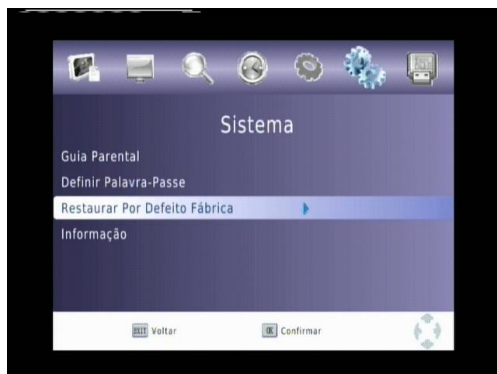 Sistema
Guia Parental
Definir Palavra-Passe
Restaurar Por Defeito Fábrica
Informação
EXIT Voltar
OK Confirmar